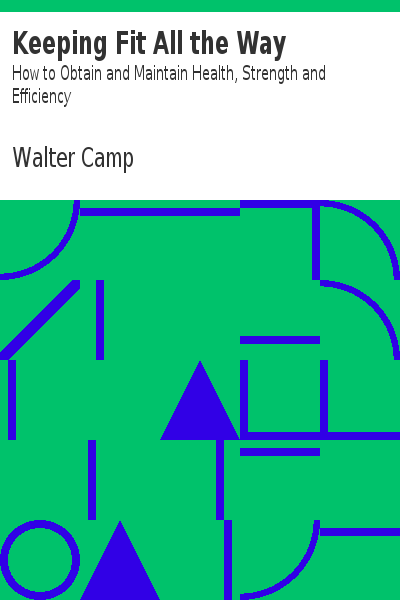 Keeping Fit All the Way
How to Obtain and Maintain Health, Strength and
Efficiency
Walter Camp